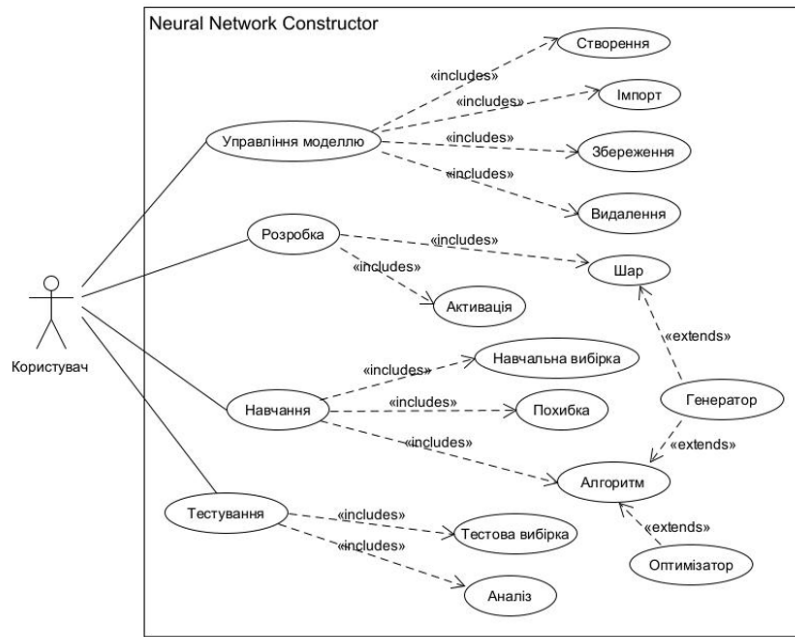 Neural Network Constructor
Створення
«includes»
Імпорт
«includes»
Управління моделлю
«includes»
Збереження
«includes»
Видалення
Розробка
«includes»
Шар
«includes»
Активація
Користувач
«extends»
Навчальна вибірка
«includes»
Генератор
Навчання
«includes»
Похибка
«includes»
«extends»
Алгоритм
Тестування
«includes»
Тестова вибірка
«extends»
«includes»
Оптимізатор
Аналіз